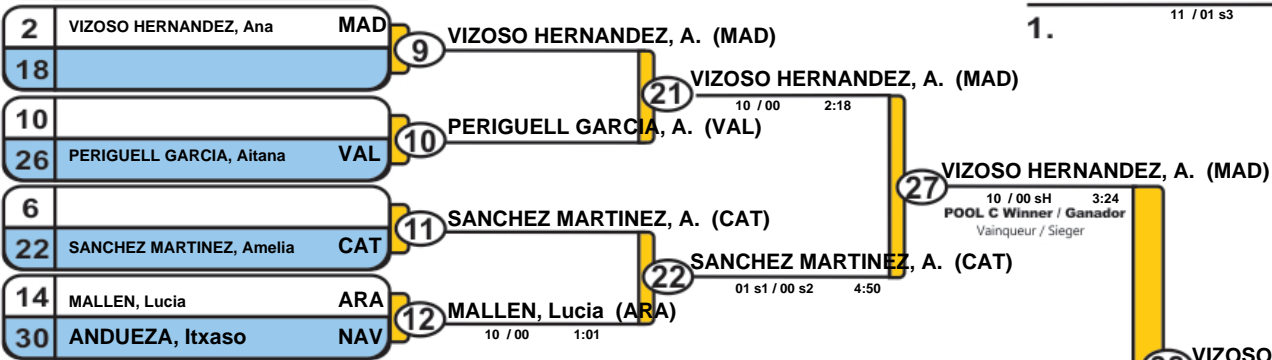 2 VIZOSO HERNANDEZ, Ana MAD
18
9 VIZOSO HERNANDEZ, A. (MAD)
10
26 PERIGUELL GARCIA, Aitana VAL
10 PERIGUELL GARCIA, A. (VAL)
21 VIZOSO HERNANDEZ, A. (MAD)
10 / 00 2:18
6
22 SANCHEZ MARTINEZ, Amelia CAT
11 SANCHEZ MARTINEZ, A. (CAT)
14 MALLEN, Lucia ARA
30 ANDUEZA, Itxaso NAV
12 MALLEN, Lucia (ARA)
10 / 00 1:01
22 SANCHEZ MARTINEZ, A. (CAT)
01 s1 / 00 s2 4:50
27 VIZOSO HERNANDEZ, A. (MAD)
10 / 00 sH 3:24
POOL C Winner / Ganador
Vainqueur / Sieger
11 / 01 s3
1.
VIZOSO